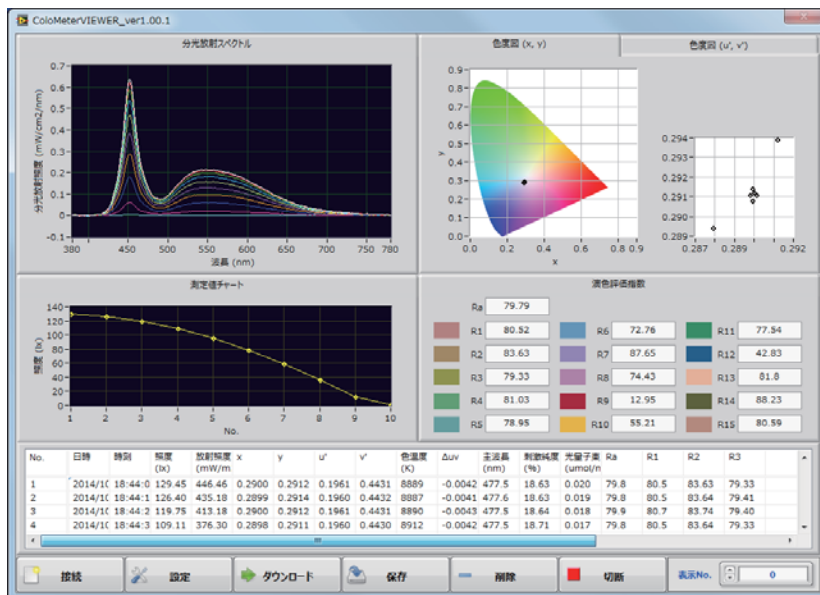 ColoMeterVIEWER_ver1.00.1
分光放射スペクトル
分光放射照度 (mW/cm2/nm)
0.7
0.6
0.5
0.4
0.3
0.2
0.1
0
-0.1
380 400 450 500 550 600 650 700 750 780
波長 (nm)
色度図 (x, y)
色度図 (u', v')
y
0.9
0.8
0.7
0.6
0.5
0.4
0.3
0.2
0.1
0.0
0.0 0.2 0.4 0.6 0.8 0.9
x
0.294
0.293
0.292
0.291
0.290
0.289
0.287 0.292
測定値チャート
照度 (lx)
140
120
100
80
60
40
20
0
1 2 3 4 5 6 7 8 9 10
No.
演色評価指数
Ra 79.79
R1 80.52 R6 72.76 R11 77.54
R2 83.63 R7 87.65 R12 42.83
R3 79.33 R8 74.43 R13 81.8
R4 81.03 R9 12.95 R14 88.23
R5 78.95 R10 55.21 R15 80.59
No. 日時 時刻 照度 放射照度 x y u' v' 色温度 Δuv 主波長 刺激純度 光量子束 Ra R1 R2 R3
(lx) (mW/m (K) (nm) (%) (umol/n
1 2014/10 18:44:0 129.45 446.46 0.2900 0.2912 0.1961 0.4431 8889 -0.0042 477.5 18.63 0.020 79.8 80.5 83.63 79.33
2 2014/10 18:44:1 126.40 435.18 0.2899 0.2914 0.1960 0.4432 8887 -0.0041 477.6 18.63 0.019 79.8 80.5 83.64 79.41
3 2014/10 18:44:2 119.75 413.18 0.2900 0.2912 0.1961 0.4431 8890 -0.0043 477.5 18.64 0.018 79.9 80.7 83.74 79.40
4 2014/10 18:44:3 109.11 376.30 0.2898 0.2911 0.1960 0.4430 8912 -0.0042 477.5 18.71 0.017 79.8 80.5 83.64 79.33
接続 設定 ダウンロード 保存 削除 切断 表示No. 0